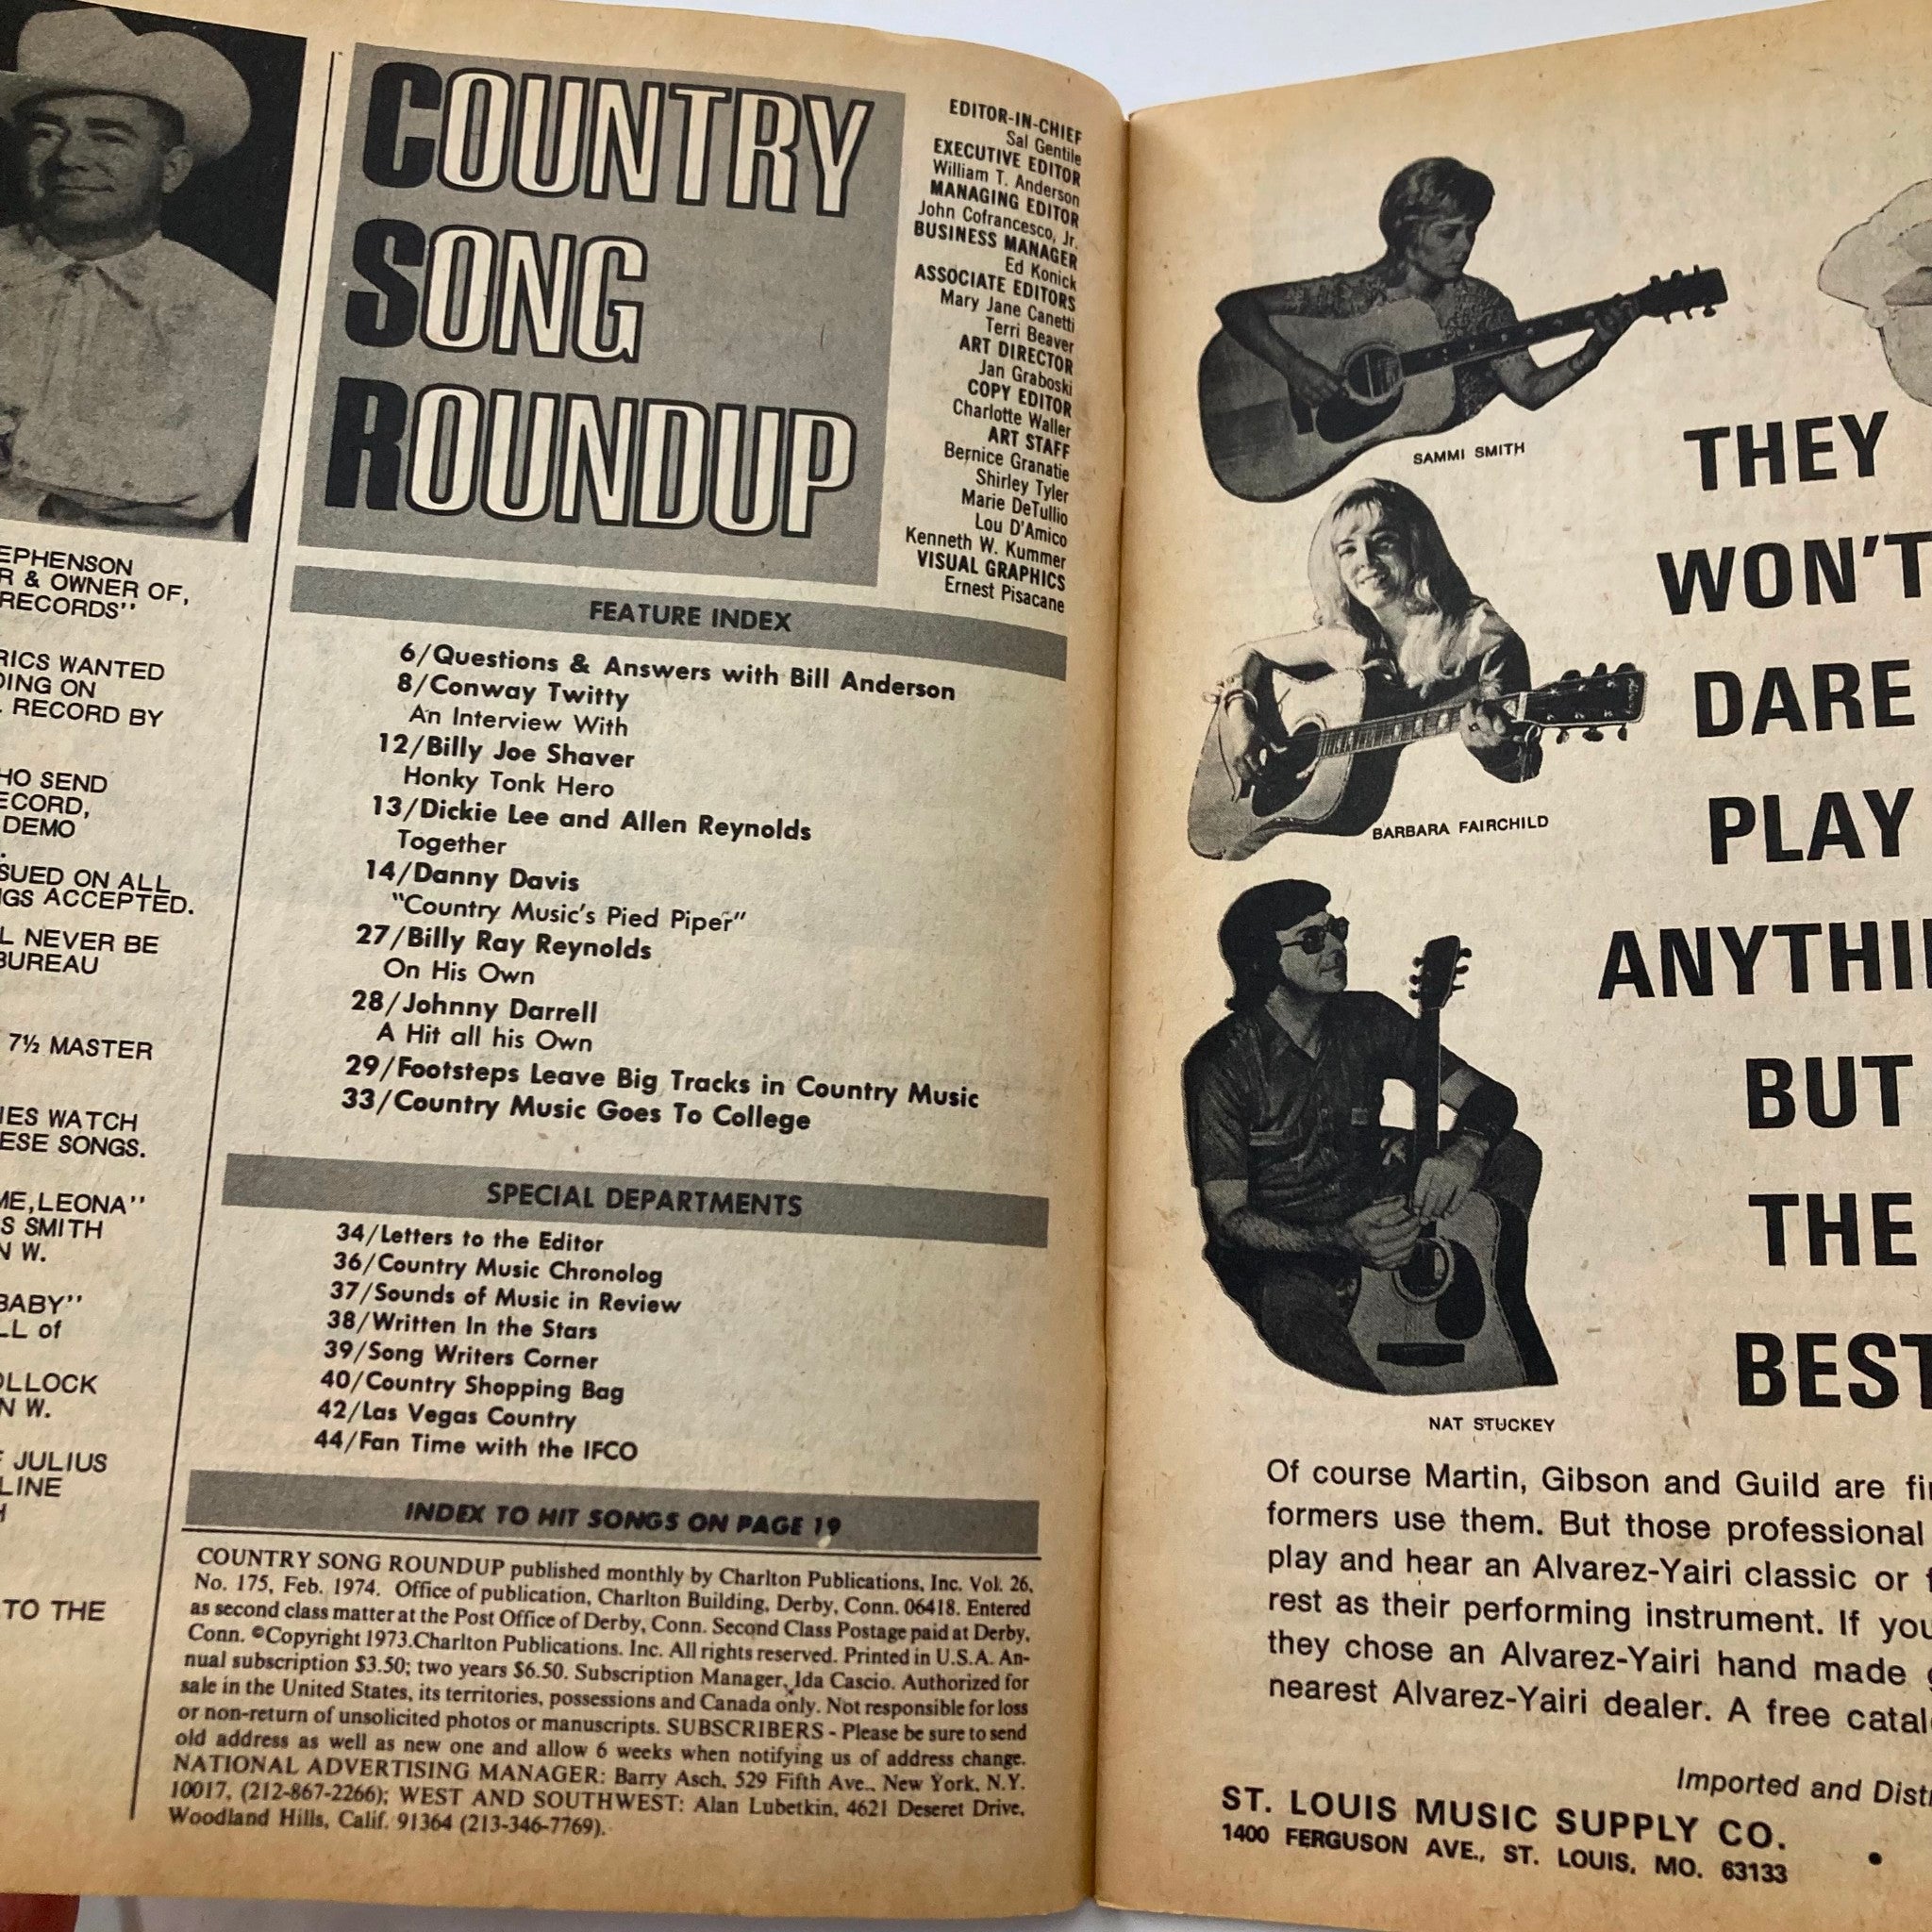 EPHENSON
R & OWNER OF,
RECORDS''
RICS WANTED
DING ON
RECORD BY
HO SEND
ECORD,
DEMO
SUED ON ALL
NGS ACCEPTED.
L NEVER BE
BUREAU
7½ MASTER
IES WATCH
ESE SONGS.
ME, LEONA''
S SMITH
N W.
BABY''
LL of
OLLOCK
N W.
JULIUS
LINE
H
TO THE
COUNTRY
SONG
ROUNDUP
EDITOR-IN-CHIEF
Sal Gentile
EXECUTIVE EDITOR
William T. Anderson
MANAGING EDITOR
John Cofrancesco, Jr.
BUSINESS MANAGER
Ed Konick
ASSOCIATE EDITORS
Mary Jane Canetti
Terri Beaver
ART DIRECTOR
Jan Graboski
COPY EDITOR
Charlotte Waller
ART STAFF
Bernice Granatie
Shirley Tyler
Marie DeTullio
Lou D'Amico
Kenneth W. Kummer
VISUAL GRAPHICS
Ernest Pisacane
FEATURE INDEX
6/Questions & Answers with Bill Anderson
8/Conway Twitty
An Interview With
12/Billy Joe Shaver
Honky Tonk Hero
13/Dickie Lee and Allen Reynolds
Together
14/Danny Davis
"Country Music's Pied Piper"
27/Billy Ray Reynolds
On His Own
28/Johnny Darrell
A Hit all his Own
29/Footsteps Leave Big Tracks in Country Music
33/Country Music Goes To College
SPECIAL DEPARTMENTS
34/Letters to the Editor
36/Country Music Chronolog
37/Sounds of Music in Review
38/Written In the Stars
39/Song Writers Corner
40/Country Shopping Bag
42/Las Vegas Country
44/Fan Time with the IFCO
INDEX TO HIT SONGS ON PAGE 19
COUNTRY SONG ROUNDUP published monthly by Charlton Publications, Inc. Vol. 26,
No. 175, Feb. 1974. Office of publication, Charlton Building, Derby, Conn. 06418. Entered
as second class matter at the Post Office of Derby, Conn. Second Class Postage paid at Derby,
Conn. ©Copyright 1973.Charlton Publications. Inc. All rights reserved. Printed in U.S.A. An-
nual subscription $3.50; two years $6.50. Subscription Manager, Ida Cascio. Authorized for
sale in the United States, its territories, possessions and Canada only. Not responsible for loss
or non-return of unsolicited photos or manuscripts. SUBSCRIBERS - Please be sure to send
old address as well as new one and allow 6 weeks when notifying us of address change.
NATIONAL ADVERTISING MANAGER: Barry Asch, 529 Fifth Ave., New York, N.Y.
10017, (212-867-2266); WEST AND SOUTHWEST: Alan Lubetkin, 4621 Deseret Drive,
Woodland Hills, Calif. 91364 (213-346-7769).
SAMMI SMITH
BARBARA FAIRCHILD
NAT STUCKEY
THEY
WON'T
DARE
PLAY
ANYTHI
BUT
THE
BEST
Of course Martin, Gibson and Guild are fi
formers use them. But those professional
play and hear an Alvarez-Yairi classic or f
rest as their performing instrument. If you
they chose an Alvarez-Yairi hand made g
nearest Alvarez-Yairi dealer. A free catal
Imported and Distr
ST. LOUIS MUSIC SUPPLY CO.
1400 FERGUSON AVE., ST. LOUIS, MO. 63133